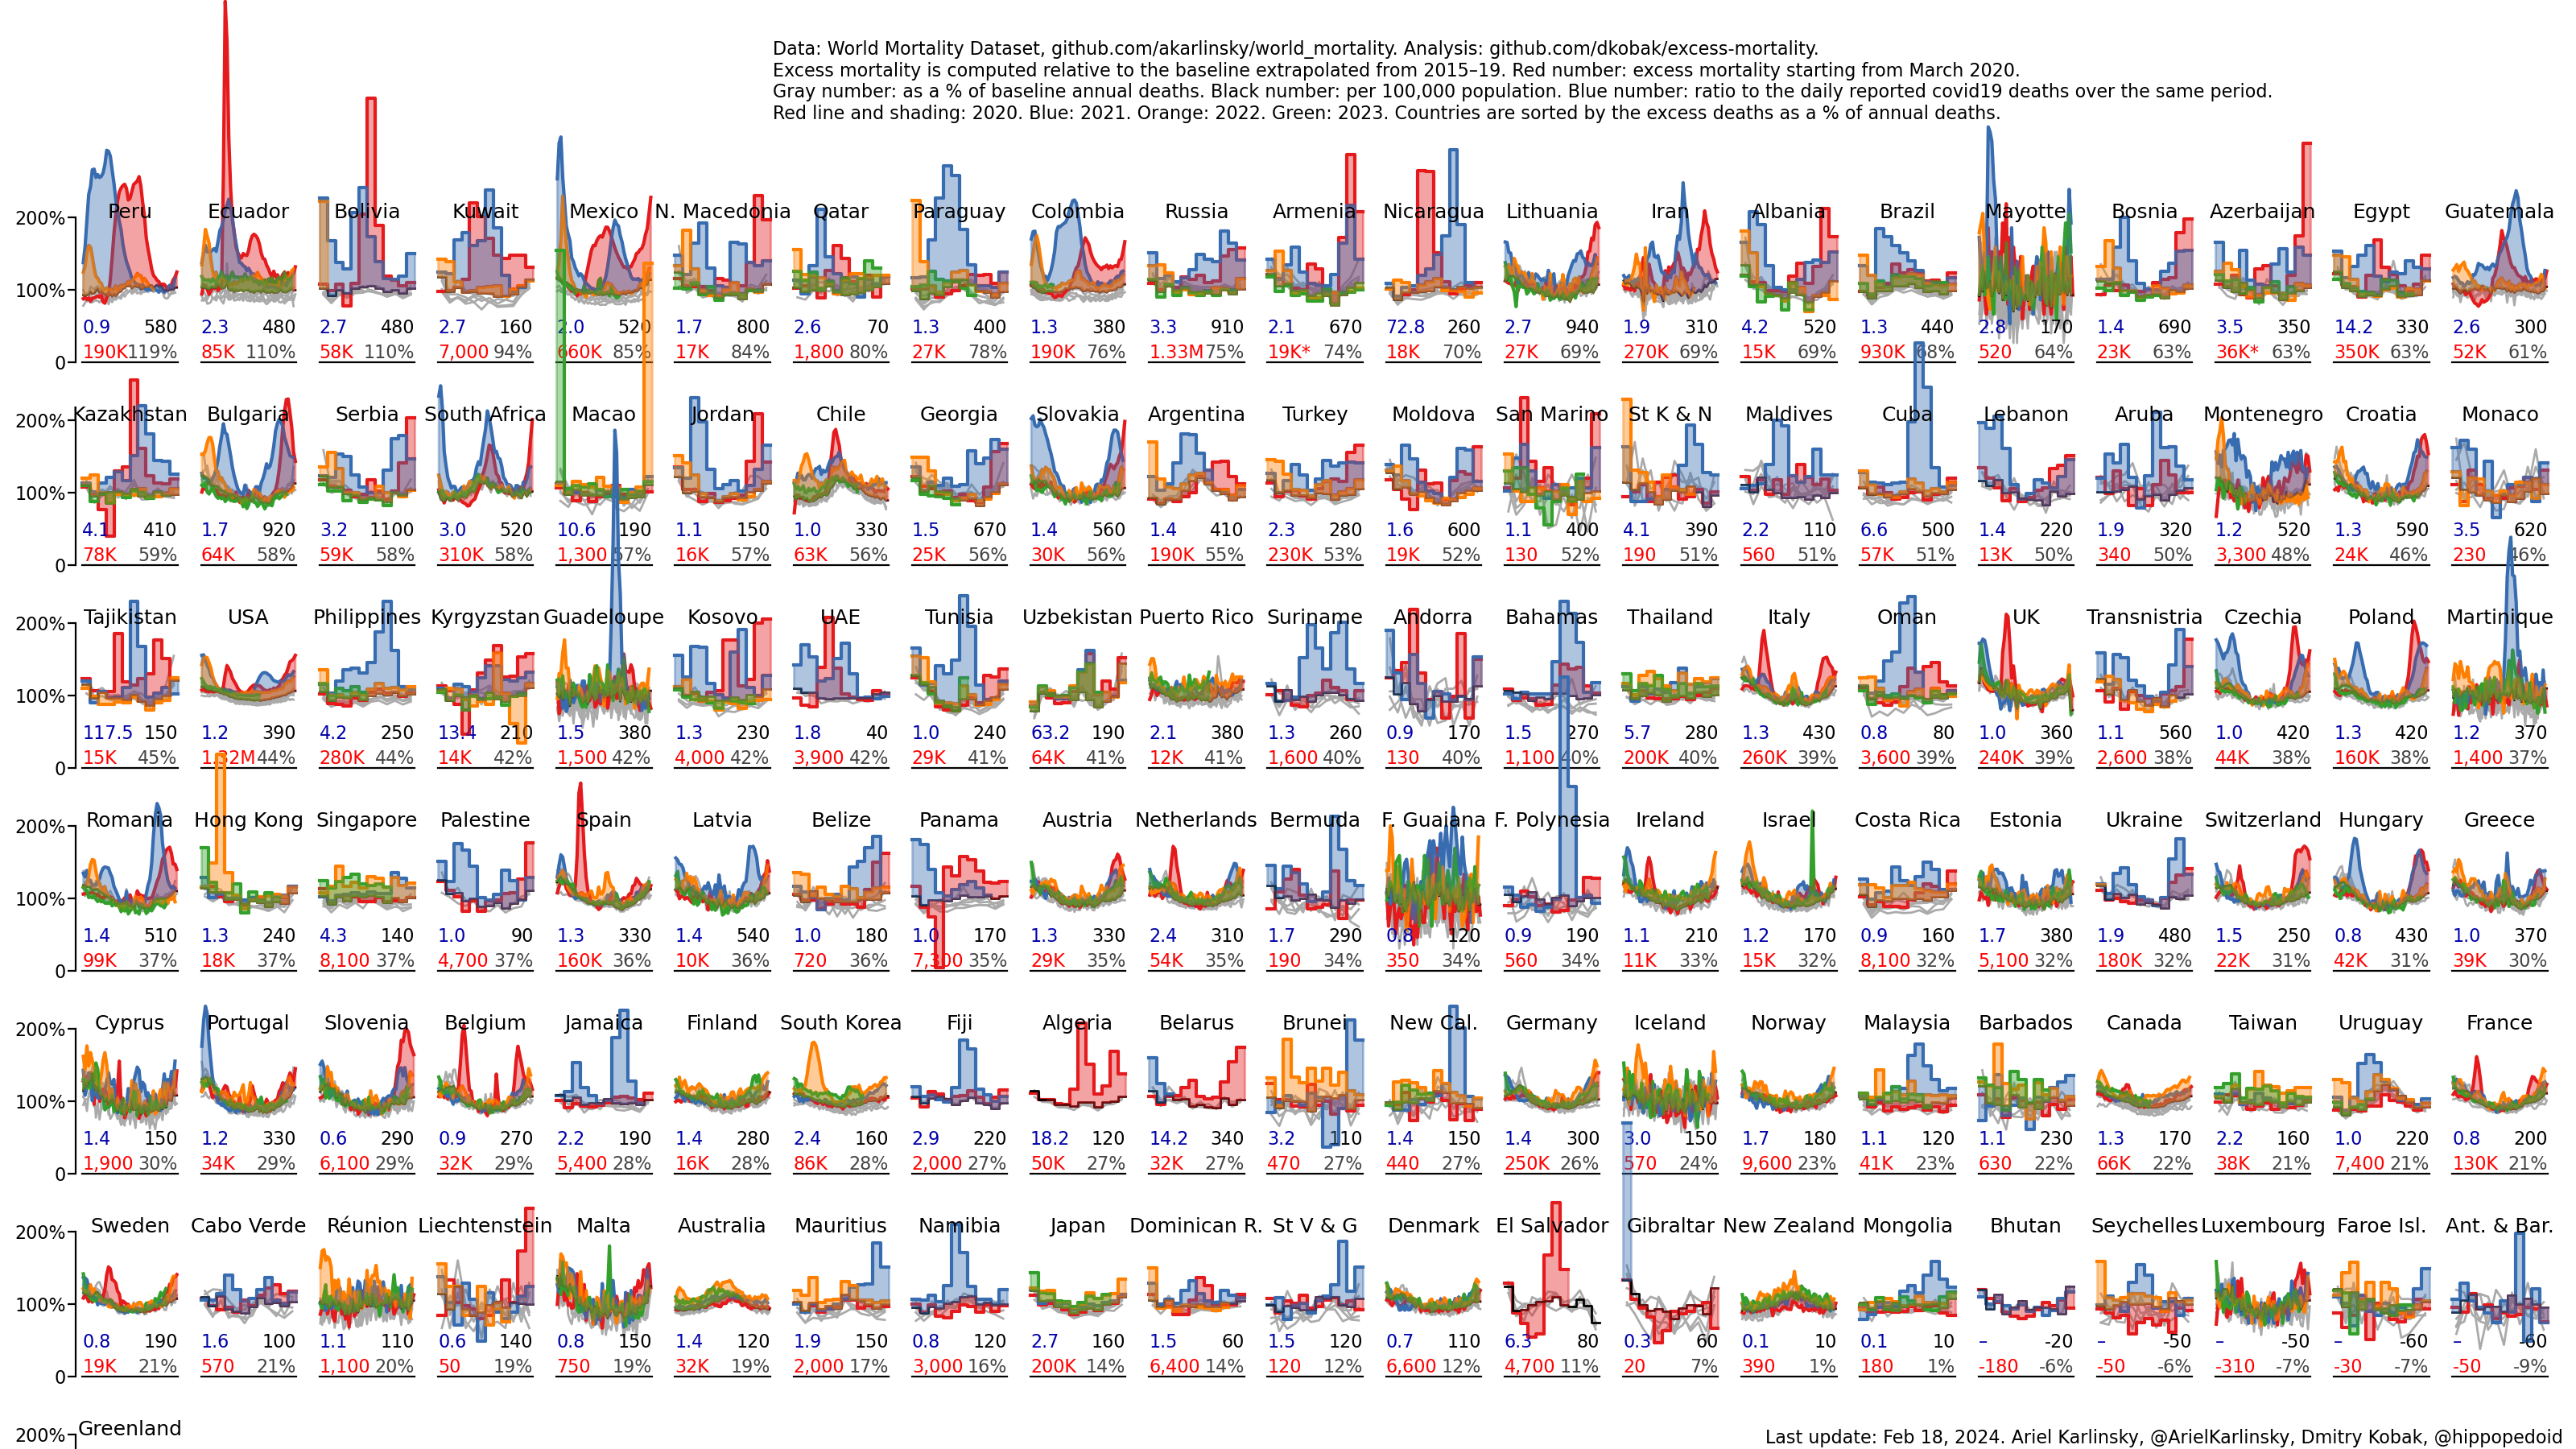 Data: World Mortality Dataset, github.com/akarlinsky/world_mortality. Analysis: github.com/dkobak/excess-mortality.
Excess mortality is computed relative to the baseline extrapolated from 2015–19. Red number: excess mortality starting from March 2020.
Gray number: as a % of baseline annual deaths. Black number: per 100,000 population. Blue number: ratio to the daily reported covid19 deaths over the same period.
Red line and shading: 2020. Blue: 2021. Orange: 2022. Green: 2023. Countries are sorted by the excess deaths as a % of annual deaths.
200% Peru Ecuador Bolivia Kuwait Mexico N. Macedonia Qatar Paraguay Colombia Russia Armenia Nicaragua Lithuania Iran Albania Brazil Mayotte Bosnia Azerbaijan Egypt Guatemala
100%
0.9 580 2.3 480 2.7 480 2.7 160 2.0 520 1.7 800 2.6 70 1.3 400 1.3 380 3.3 910 2.1 670 72.8 260 2.7 940 1.9 310 4.2 520 1.3 440 2.8 170 1.4 690 3.5 350 14.2 330 2.6 300
0 190K 119% 85K 110% 58K 110% 7,000 94% 660K 85% 17K 84% 1,800 80% 27K 78% 190K 76% 1.33M 75% 19K* 74% 18K 70% 27K 69% 270K 69% 15K 69% 930K 68% 520 64% 23K 63% 36K* 63% 350K 63% 52K 61%
200% Kazakhstan Bulgaria Serbia South Africa Macao Jordan Chile Georgia Slovakia Argentina Turkey Moldova San Marino St K & N Maldives Cuba Lebanon Aruba Montenegro Croatia Monaco
100%
4.1 410 1.7 920 3.2 1100 3.0 520 10.6 190 1.1 150 1.0 330 1.5 670 1.4 560 1.4 410 2.3 280 1.6 600 1.1 400 4.1 390 2.2 110 6.6 500 1.4 220 1.9 320 1.2 520 1.3 590 3.5 620
0 78K 59% 64K 58% 59K 58% 310K 58% 1,300 57% 16K 57% 63K 56% 25K 56% 30K 56% 190K 55% 230K 53% 19K 52% 130 52% 190 51% 560 51% 57K 51% 13K 50% 340 50% 3,300 48% 24K 46% 230 46%
200% Tajikistan USA Philippines Kyrgyzstan Guadeloupe Kosovo UAE Tunisia Uzbekistan Puerto Rico Suriname Andorra Bahamas Thailand Italy Oman UK Transnistria Czechia Poland Martinique
100%
117.5 150 1.2 390 4.2 250 13.4 210 1.5 380 1.3 230 1.8 40 1.0 240 63.2 190 2.1 380 1.3 260 0.9 170 1.5 270 5.7 280 1.3 430 0.8 80 1.0 360 1.1 560 1.0 420 1.3 420 1.2 370
0 15K 45% 1.32M 44% 280K 44% 14K 42% 1,500 42% 4,000 42% 3,900 42% 29K 41% 64K 41% 12K 41% 1,600 40% 130 40% 1,100 40% 200K 40% 260K 39% 3,600 39% 240K 39% 2,600 38% 44K 38% 160K 38% 1,400 37%
200% Romania Hong Kong Singapore Palestine Spain Latvia Belize Panama Austria Netherlands Bermuda F. Guaiana F. Polynesia Ireland Israel Costa Rica Estonia Ukraine Switzerland Hungary Greece
100%
1.4 510 1.3 240 4.3 140 1.0 90 1.3 330 1.4 540 1.0 180 1.0 170 1.3 330 2.4 310 1.7 290 0.8 120 0.9 190 1.1 210 1.2 170 0.9 160 1.7 380 1.9 480 1.5 250 0.8 430 1.0 370
0 99K 37% 18K 37% 8,100 37% 4,700 37% 160K 36% 10K 36% 720 36% 7,300 35% 29K 35% 54K 35% 190 34% 350 34% 560 34% 11K 33% 15K 32% 8,100 32% 5,100 32% 180K 32% 22K 31% 42K 31% 39K 30%
200% Cyprus Portugal Slovenia Belgium Jamaica Finland South Korea Fiji Algeria Belarus Brunei New Cal. Germany Iceland Norway Malaysia Barbados Canada Taiwan Uruguay France
100%
1.4 150 1.2 330 0.6 290 0.9 270 2.2 190 1.4 280 2.4 160 2.9 220 18.2 120 14.2 340 3.2 110 1.4 150 1.4 300 3.0 150 1.7 180 1.1 120 1.1 230 1.3 170 2.2 160 1.0 220 0.8 200
0 1,900 30% 34K 29% 6,100 29% 32K 29% 5,400 28% 16K 28% 86K 28% 2,000 27% 50K 27% 32K 27% 470 27% 440 27% 250K 26% 570 24% 9,600 23% 41K 23% 630 22% 66K 22% 38K 21% 7,400 21% 130K 21%
200% Sweden Cabo Verde Réunion Liechtenstein Malta Australia Mauritius Namibia Japan Dominican R. St V & G Denmark El Salvador Gibraltar New Zealand Mongolia Bhutan Seychelles Luxembourg Faroe Isl. Ant. & Bar.
100%
0.8 190 1.6 100 1.1 110 0.6 140 0.8 150 1.4 120 1.9 150 0.8 120 2.7 160 1.5 60 1.5 120 0.7 110 6.3 80 0.3 60 0.1 10 0.1 10 – -20 – -50 – -50 – -60 – -60
0 19K 21% 570 21% 1,100 20% 50 19% 750 19% 32K 19% 2,000 17% 3,000 16% 200K 14% 6,400 14% 120 12% 6,600 12% 4,700 11% 20 7% 390 1% 180 1% -180 -6% -50 -6% -310 -7% -30 -7% -50 -9%
200% Greenland
Last update: Feb 18, 2024. Ariel Karlinsky, @ArielKarlinsky, Dmitry Kobak, @hippopedoid